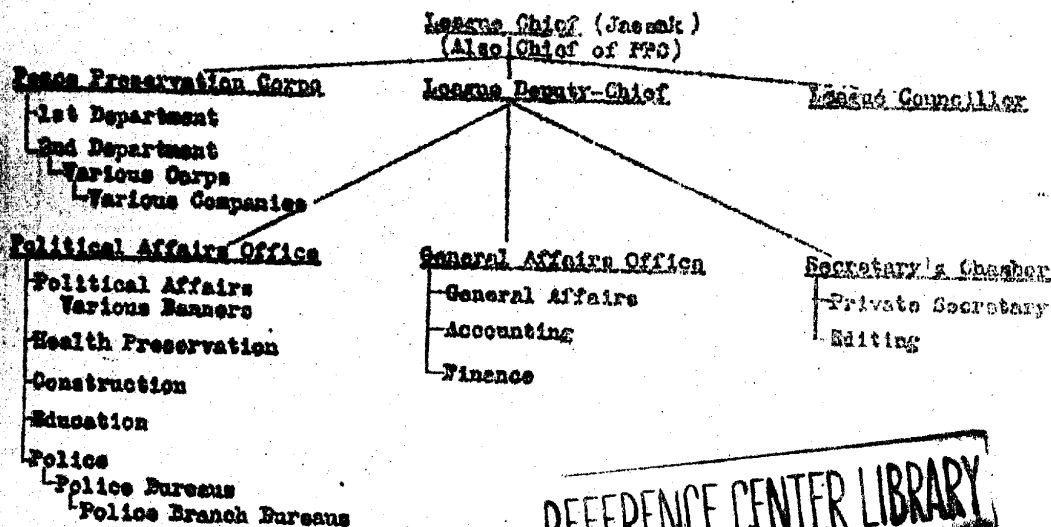 League Chief (Jassak)
(Also Chief of PPC)
Peace Preservation Corps
1st Department
2nd Department
Various Corps
Various Companies
League Deputy-Chief
League Councillor
Political Affairs Office
Political Affairs
Various Banners
Health Preservation
Construction
Education
Police
Police Bureaus
Police Branch Bureaus
General Affairs Office
General Affairs
Accounting
Finance
Secretary's Chamber
Private Secretary
Editing
REFERENCE CENTER LIBRARY